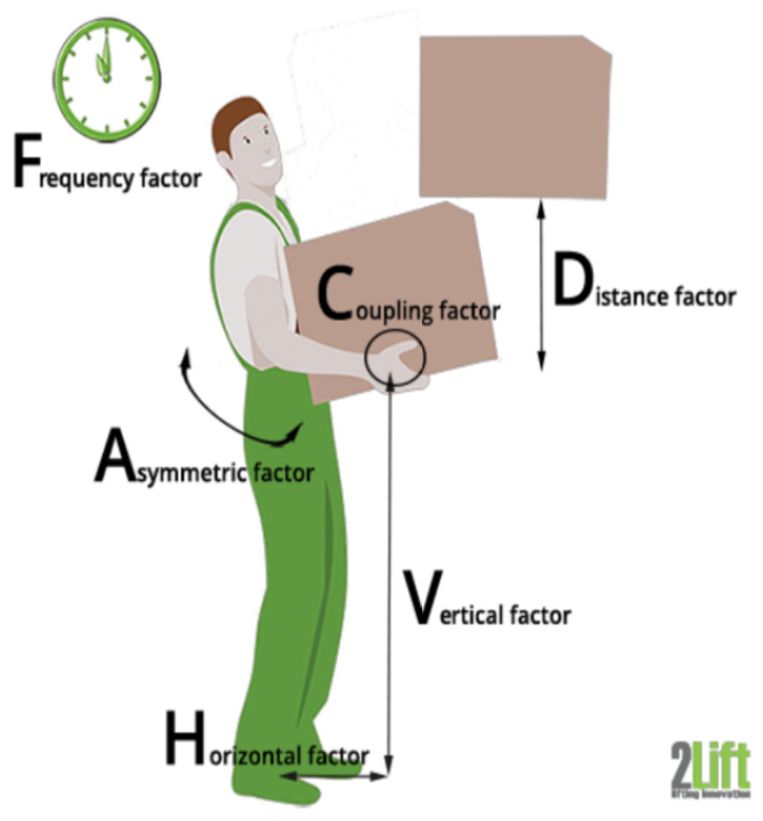 Frequency factor
Distance factor
Coupling factor
Asymmetric factor
Vertical factor
Horizontal factor
2Lift
lifting innovation